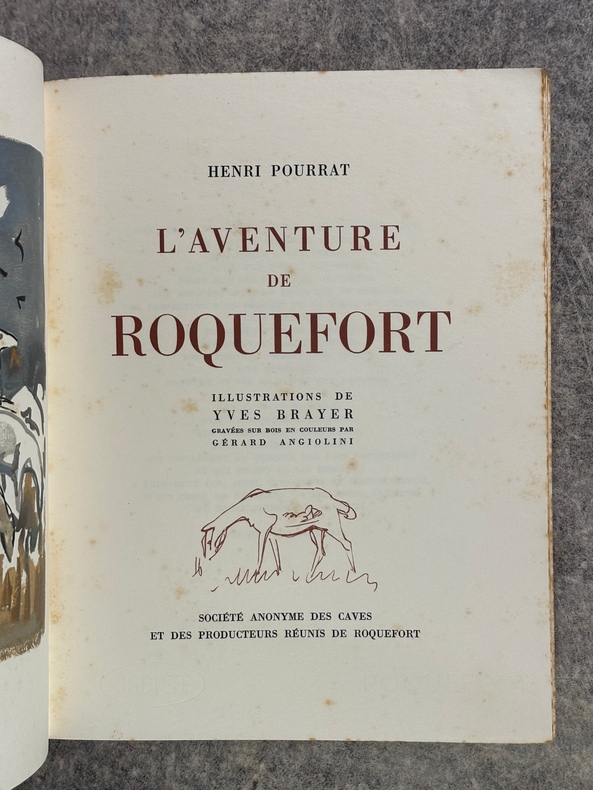 HENRI POURRAT
L'AVENTURE
DE
ROQUEFORT
ILLUSTRATIONS DE
YVES BRAYER
GRAVÉES SUR BOIS EN COULEURS PAR
GÉRARD ANGIOLINI
SOCIÉTÉ ANONYME DES CAVES
ET DES PRODUCTEURS RÉUNIS DE ROQUEFORT